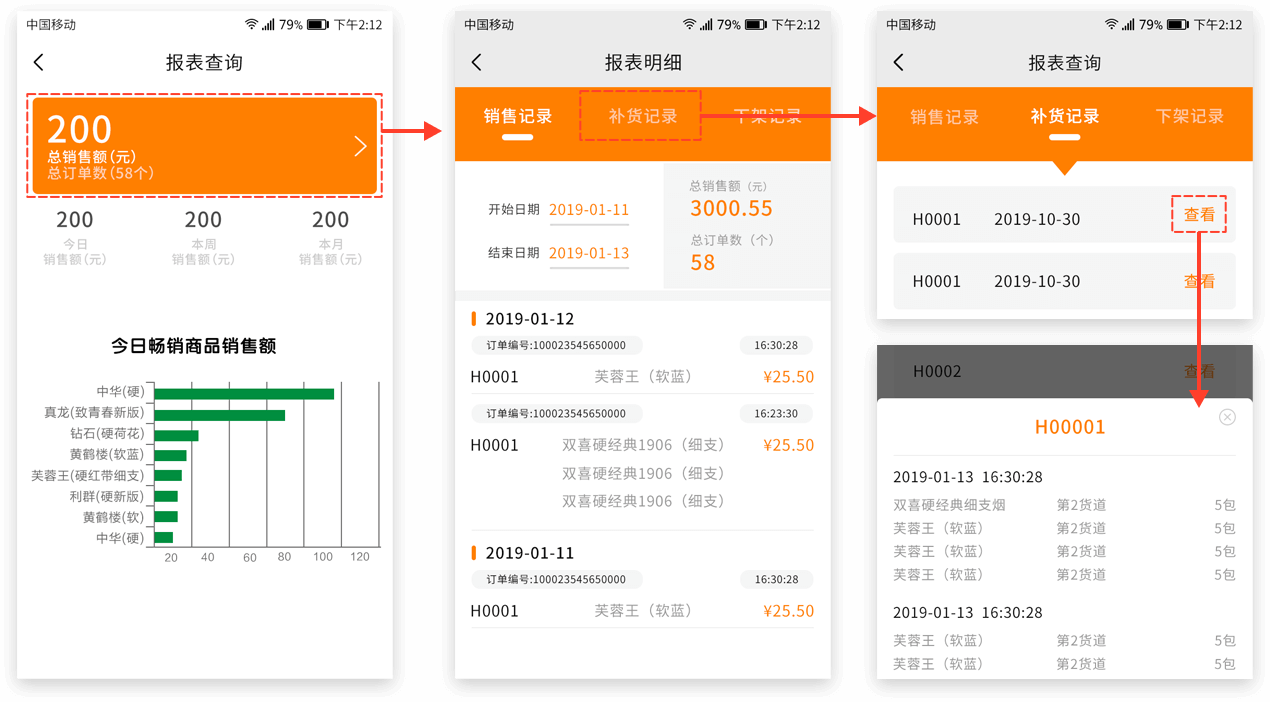 中国移动 79% 下午2:12
报表查询
200
总销售额(元)
总订单数(58个)
200 200 200
今日 本周 本月
销售额(元) 销售额(元) 销售额(元)
今日畅销商品销售额
中华(硬)
真龙(致青春新版)
钻石(硬荷花)
黄鹤楼(软蓝)
芙蓉王(硬红带细支)
利群(硬新版)
黄鹤楼(软)
中华(硬)
20 40 60 80 100 120
中国移动 79% 下午2:12
报表明细
销售记录 补货记录 下架记录
开始日期 2019-01-11
结束日期 2019-01-13
总销售额（元）
3000.55
总订单数（个）
58
2019-01-12
订单编号:100023545650000 16:30:28
H0001 芙蓉王（软蓝） ¥25.50
订单编号:100023545650000 16:23:30
H0001 双喜硬经典1906（细支） ¥25.50
双喜硬经典1906（细支）
双喜硬经典1906（细支）
2019-01-11
订单编号:100023545650000 16:30:28
H0001 芙蓉王（软蓝） ¥25.50
中国移动 79% 下午2:12
报表查询
销售记录 补货记录 下架记录
H0001 2019-10-30 查看
H0001 2019-10-30 查看
H0002 查看
H00001
2019-01-13 16:30:28
双喜硬经典细支烟 第2货道 5包
芙蓉王（软蓝） 第2货道 5包
芙蓉王（软蓝） 第2货道 5包
芙蓉王（软蓝） 第2货道 5包
2019-01-13 16:30:28
芙蓉王（软蓝） 第2货道 5包
芙蓉王（软蓝） 第2货道 5包